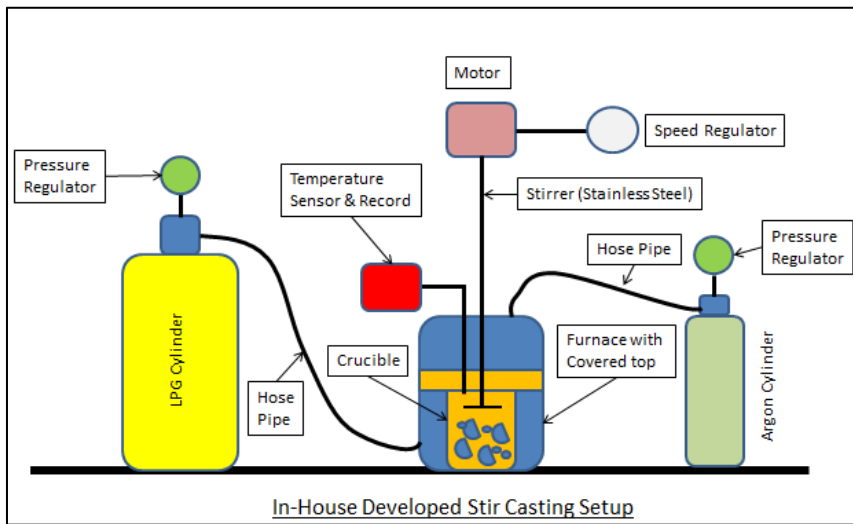 Motor
Speed Regulator
Pressure
Regulator
Temperature
Sensor & Record
Stirrer (Stainless Steel)
Hose Pipe
Pressure
Regulator
LPG Cylinder
Hose
Pipe
Crucible
Furnace with
Covered top
Argon Cylinder
In-House Developed Stir Casting Setup